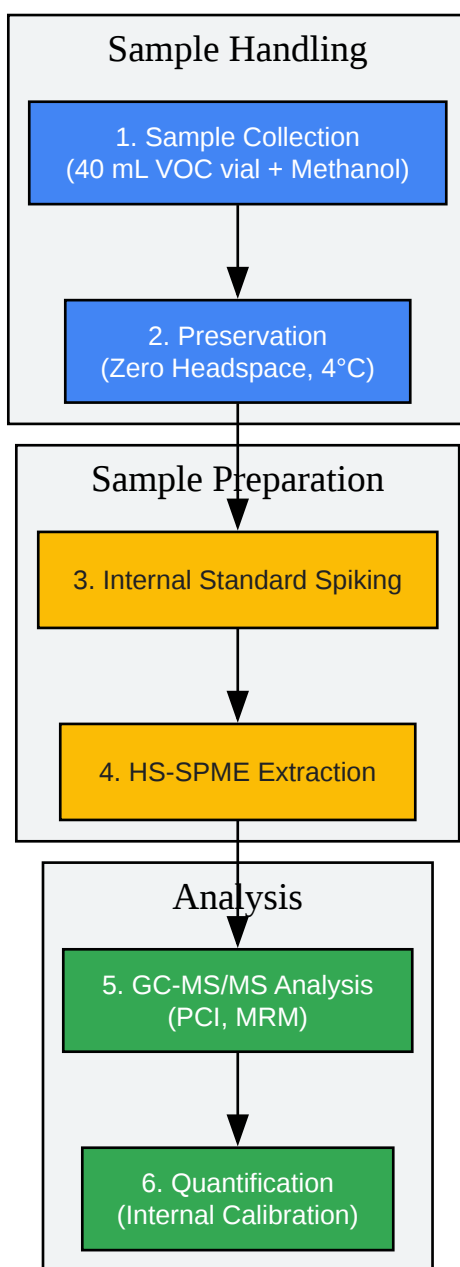 Sample Handling
1. Sample Collection
(40 mL VOC vial + Methanol)
2. Preservation
(Zero Headspace, 4°C)
Sample Preparation
3. Internal Standard Spiking
4. HS-SPME Extraction
Analysis
5. GC-MS/MS Analysis
(PCI, MRM)
6. Quantification
(Internal Calibration)